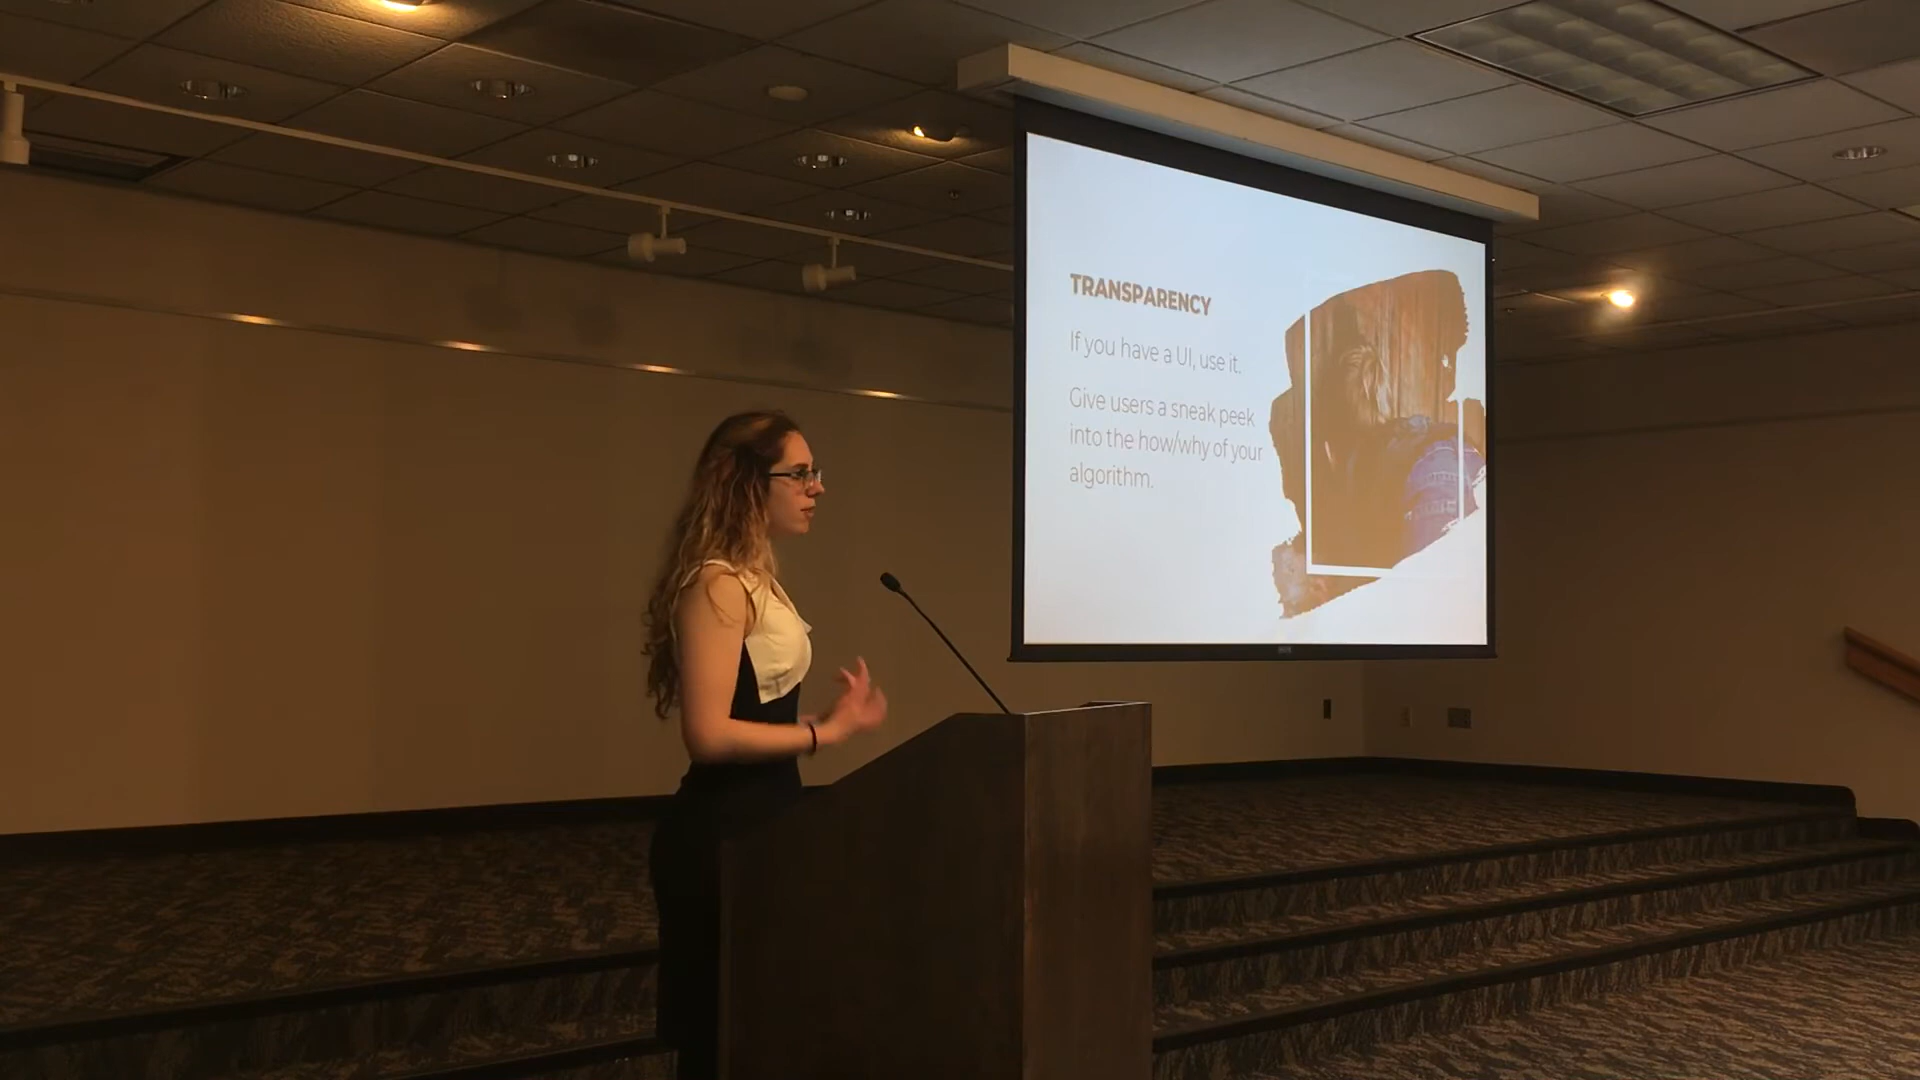 TRANSPARENCY
If you have a UI, use it.
Give users a sneak peek
into the how/why of your
algorithm.